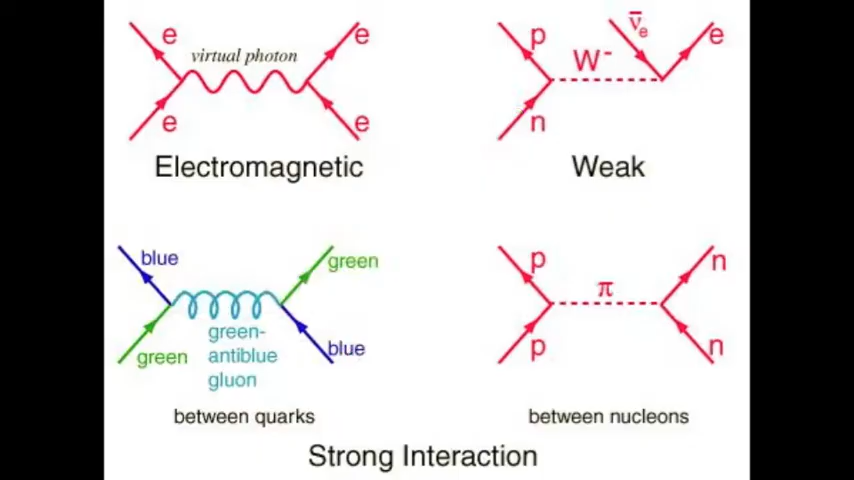 e
virtual photon
e
e
e
Electromagnetic
p
W⁻
ν̅ₑ
e
n
Weak
blue
green
green
green-
antiblue
gluon
blue
between quarks
p
π
n
p
n
between nucleons
Strong Interaction